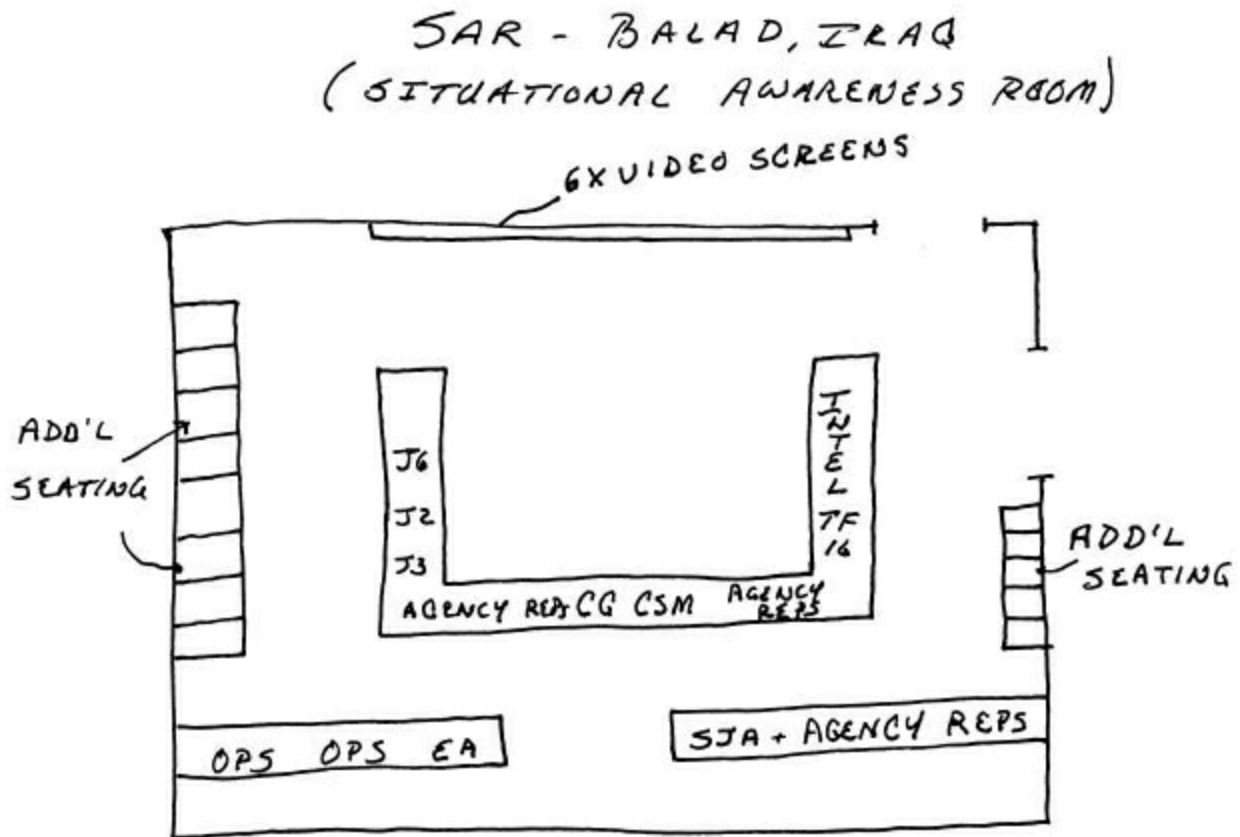 SAR - BALAD, IRAQ
(SITUATIONAL AWARENESS ROOM)
6X VIDEO SCREENS
ADD'L
SEATING
J6
J2
J3
INTEL
TF
16
AGENCY REPS CG CSM AGENCY
REPS
ADD'L
SEATING
OPS OPS EA
SJA + AGENCY REPS